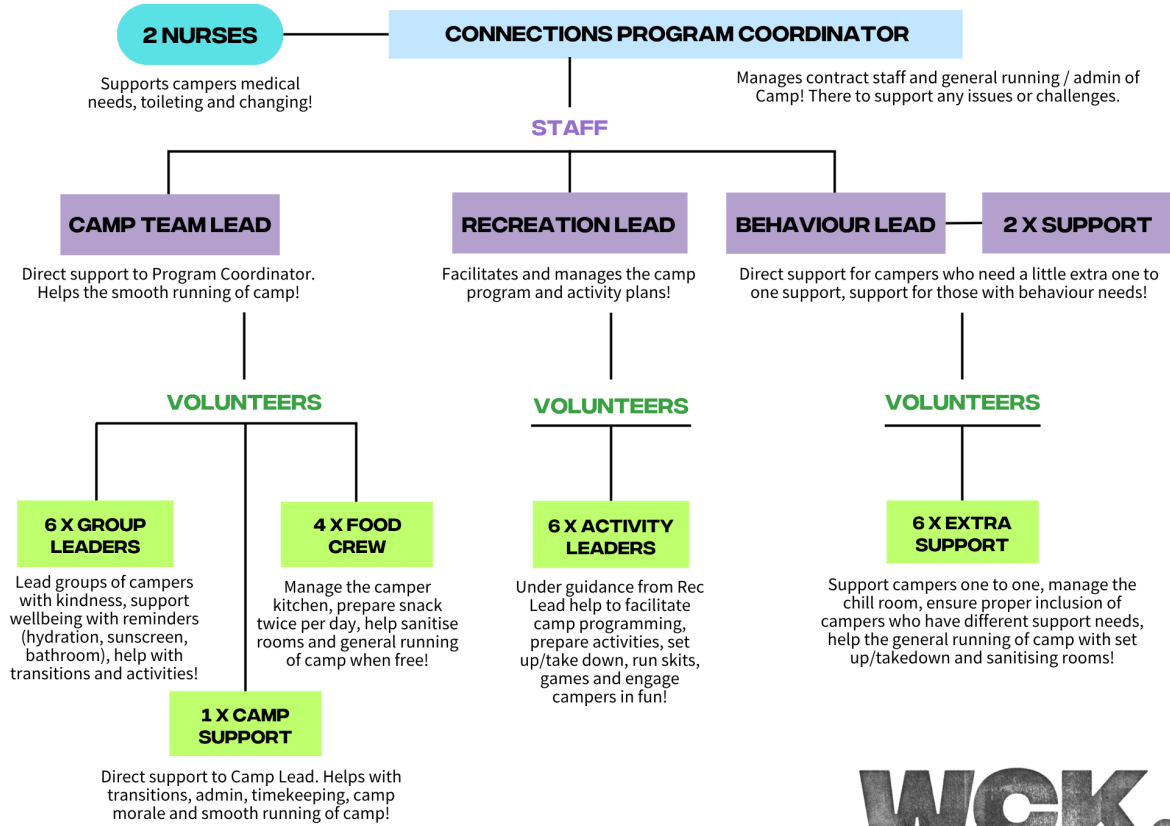 2 NURSES
CONNECTIONS PROGRAM COORDINATOR
Supports campers medical
needs, toileting and changing!
Manages contract staff and general running / admin of
Camp! There to support any issues or challenges.
STAFF
CAMP TEAM LEAD
RECREATION LEAD
BEHAVIOUR LEAD
2 X SUPPORT
Direct support to Program Coordinator.
Helps the smooth running of camp!
Facilitates and manages the camp
program and activity plans!
Direct support for campers who need a little extra one to
one support, support for those with behaviour needs!
VOLUNTEERS
VOLUNTEERS
VOLUNTEERS
6 X GROUP
LEADERS
Lead groups of campers
with kindness, support
wellbeing with reminders
(hydration, sunscreen,
bathroom), help with
transitions and activities!
4 X FOOD
CREW
Manage the camper
kitchen, prepare snack
twice per day, help sanitise
rooms and general running
of camp when free!
6 X ACTIVITY
LEADERS
Under guidance from Rec
Lead help to facilitate
camp programming,
prepare activities, set
up/take down, run skits,
games and engage
campers in fun!
6 X EXTRA
SUPPORT
Support campers one to one, manage the
chill room, ensure proper inclusion of
campers who have different support needs,
help the general running of camp with set
up/takedown and sanitising rooms!
1 X CAMP
SUPPORT
Direct support to Camp Lead. Helps with
transitions, admin, timekeeping, camp
morale and smooth running of camp!
WCK.